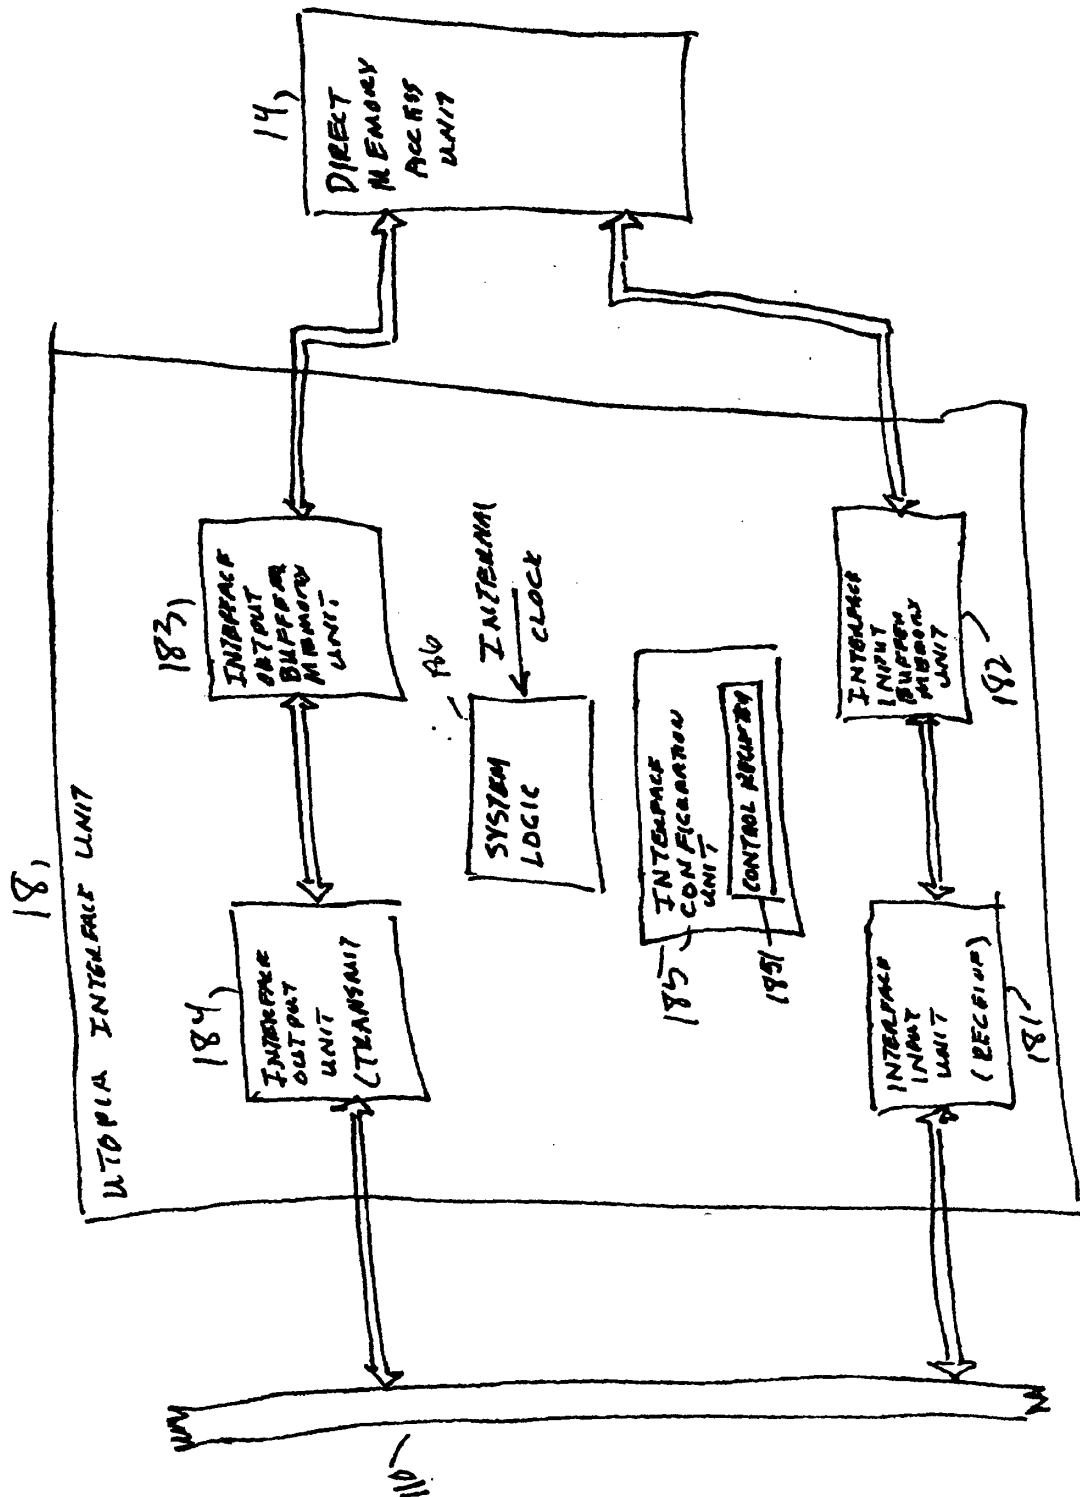 18
UTOPIA INTERFACE UNIT
184
INTERFACE
OUTPUT
UNIT
(TRANSMIT
183
INTERFACE
OUTPUT
BUFFER
MEMORY
UNIT
14
DIRECT
MEMORY
ACCESS
UNIT
186
SYSTEM
LOGIC
INTERNAL
CLOCK
185
INTERFACE
CONFIGRATION
UNIT
CONTROL REGISTER
1851
INTERFACE
INPUT
UNIT
(RECEIVE)
181
INTERFACE
INPUT
BUFFER
MEMORY
UNIT
182
110